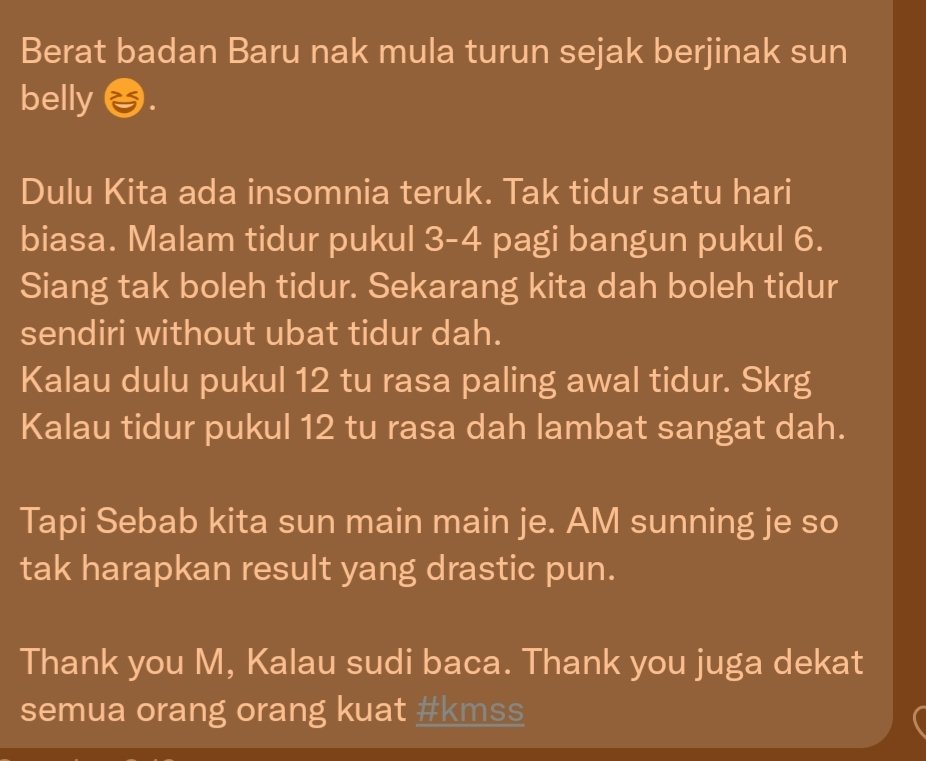 Berat badan Baru nak mula turun sejak berjinak sun
belly 😆.
Dulu Kita ada insomnia teruk. Tak tidur satu hari
biasa. Malam tidur pukul 3-4 pagi bangun pukul 6.
Siang tak boleh tidur. Sekarang kita dah boleh tidur
sendiri without ubat tidur dah.
Kalau dulu pukul 12 tu rasa paling awal tidur. Skrg
Kalau tidur pukul 12 tu rasa dah lambat sangat dah.
Tapi Sebab kita sun main main je. AM sunning je so
tak harapkan result yang drastic pun.
Thank you M, Kalau sudi baca. Thank you juga dekat
semua orang orang kuat #kmss